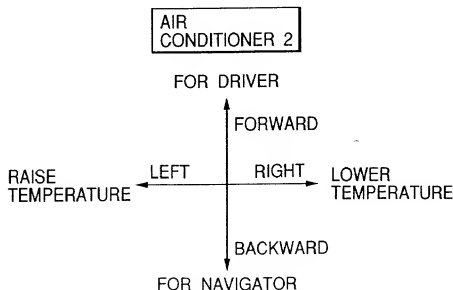 AIR
CONDITIONER 2
FOR DRIVER
FORWARD
RAISE
TEMPERATURE
LEFT
RIGHT
LOWER
TEMPERATURE
BACKWARD
FOR NAVIGATOR